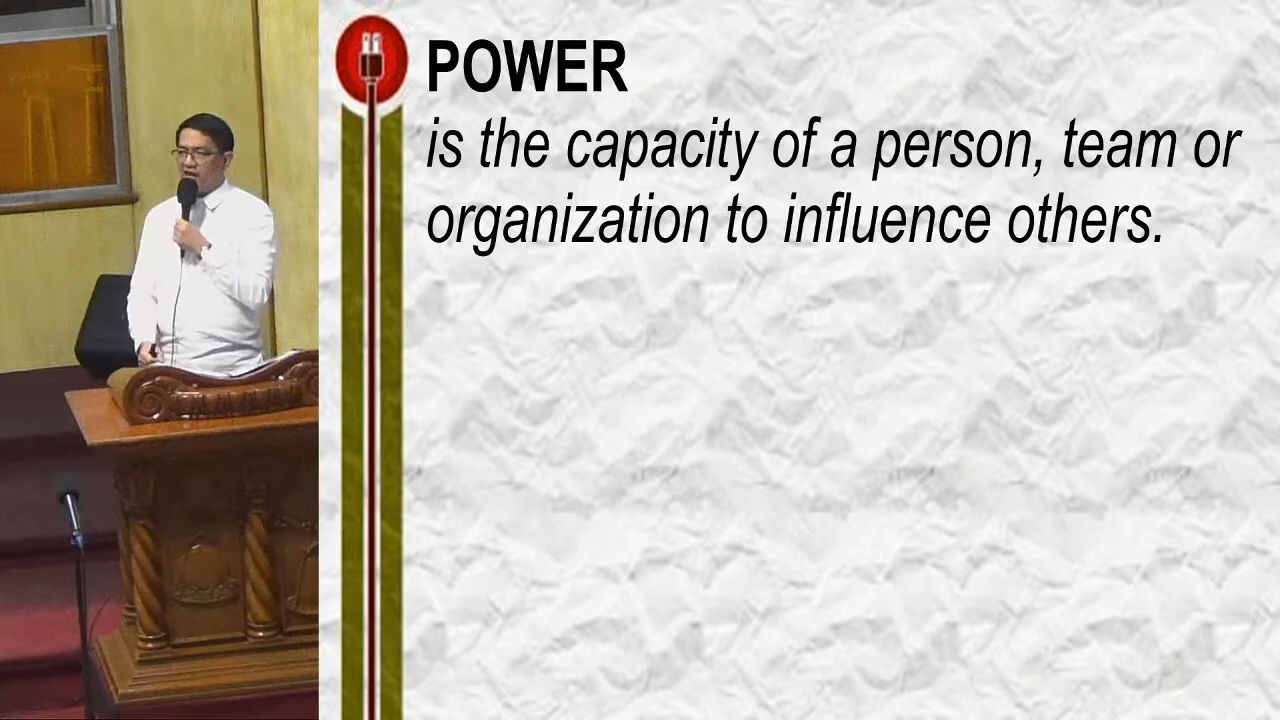 POWER
is the capacity of a person, team or
organization to influence others.